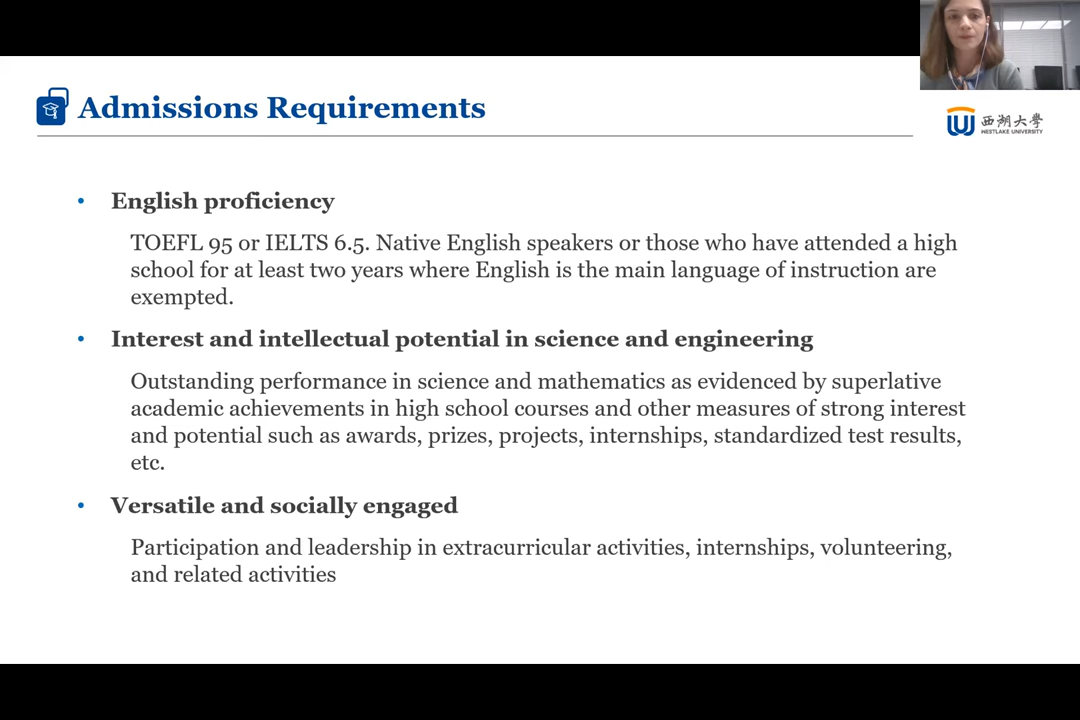 Admissions Requirements
西湖大學
WESTLAKE UNIVERSITY
• English proficiency
TOEFL 95 or IELTS 6.5. Native English speakers or those who have attended a high
school for at least two years where English is the main language of instruction are
exempted.
• Interest and intellectual potential in science and engineering
Outstanding performance in science and mathematics as evidenced by superlative
academic achievements in high school courses and other measures of strong interest
and potential such as awards, prizes, projects, internships, standardized test results,
etc.
• Versatile and socially engaged
Participation and leadership in extracurricular activities, internships, volunteering,
and related activities